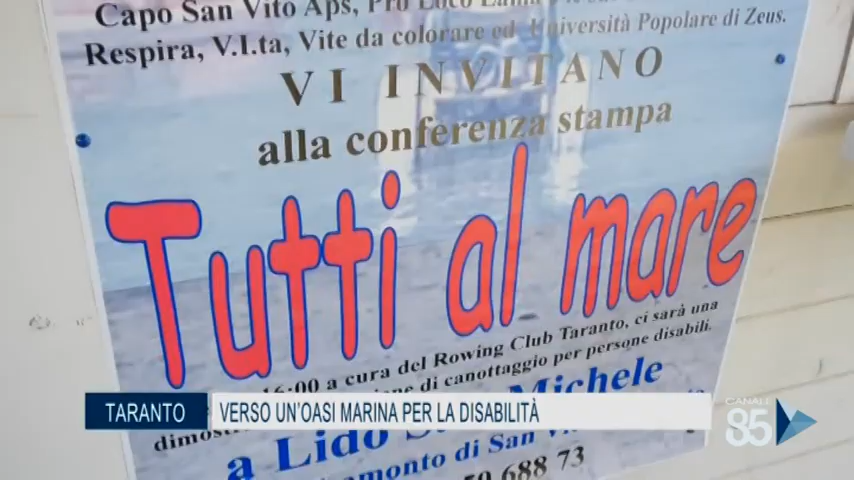 Capo San Vito Aps, Pro Loco
Respira, V.I.ta, Vite da colorare ed Università Popolare di Zeus.
VI INVITANO
alla conferenza stampa
Tutti al mare
16:00 a cura del Rowing Club Taranto, ci sarà una
di canottaggio per persone disabili.
a Lido Michele
di San
688 73
TARANTO
VERSO UN'OASI MARINA PER LA DISABILITÀ
CANALE
85